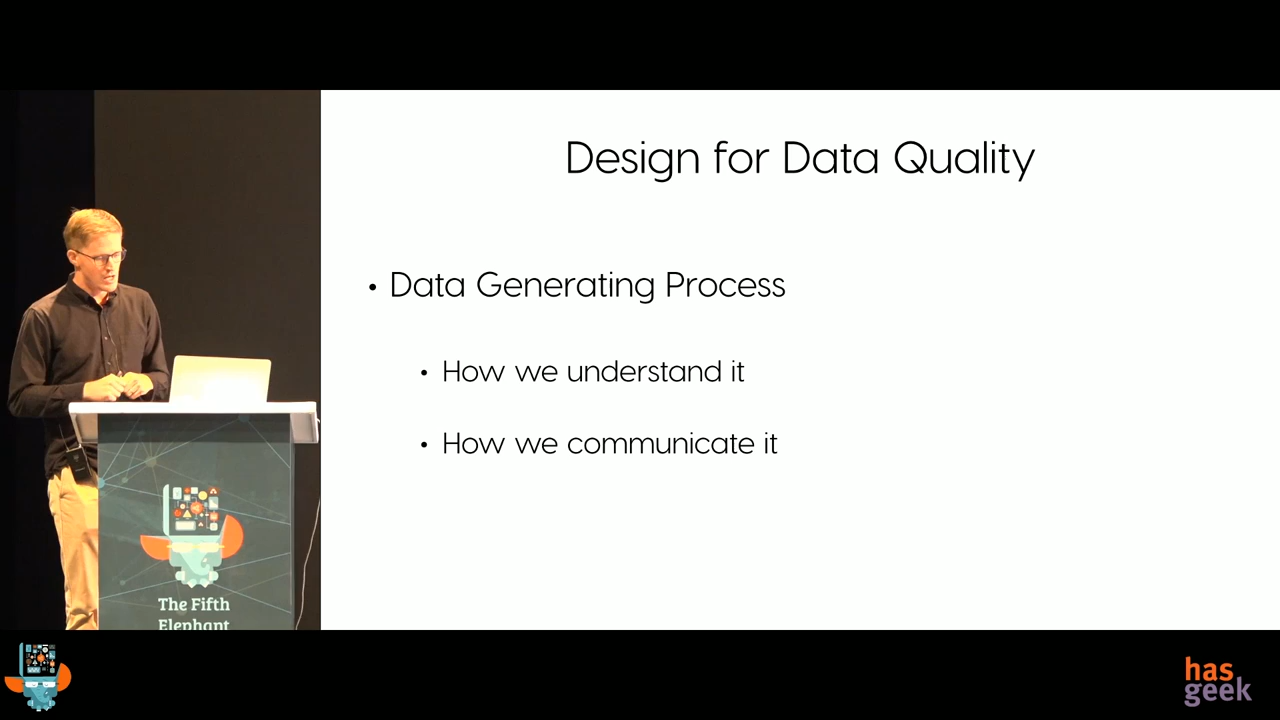 Design for Data Quality
• Data Generating Process
• How we understand it
• How we communicate it
The Fifth
Elephant
has
geek